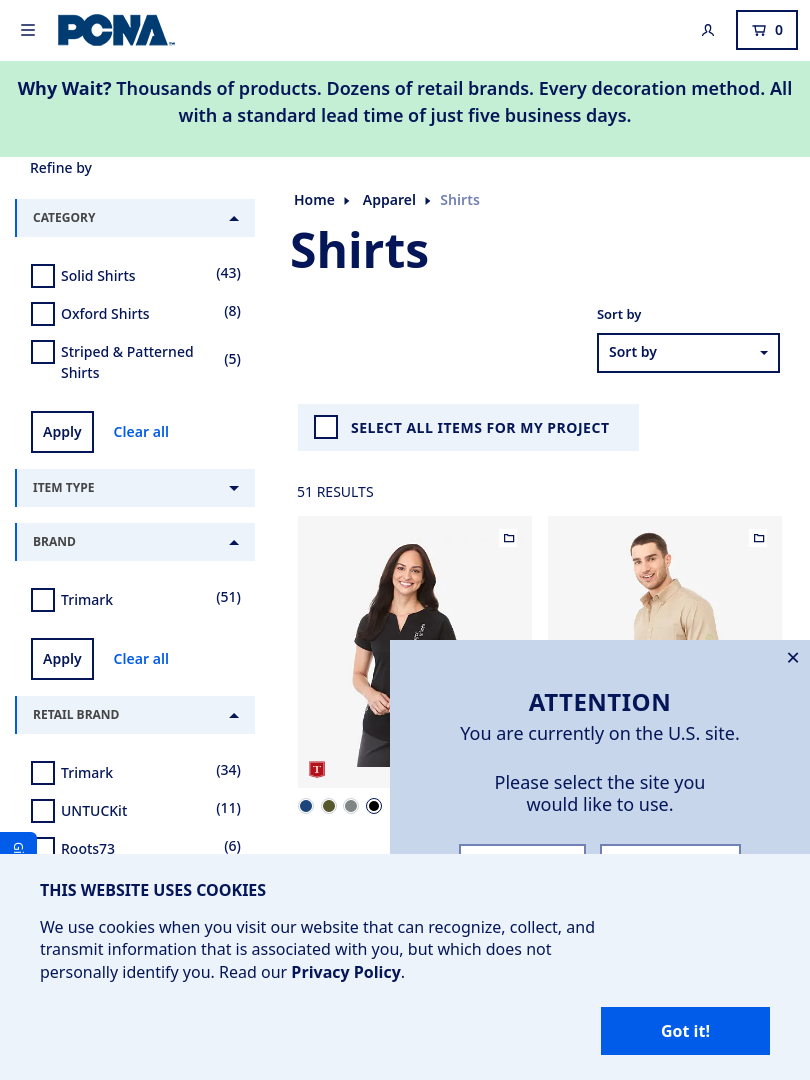 PCNA
0
Why Wait? Thousands of products. Dozens of retail brands. Every decoration method. All
with a standard lead time of just five business days.
Refine by
CATEGORY
Solid Shirts (43)
Oxford Shirts (8)
Striped & Patterned
Shirts (5)
Apply Clear all
ITEM TYPE
BRAND
Trimark (51)
Apply Clear all
RETAIL BRAND
Trimark (34)
UNTUCKit (11)
Roots73 (6)
Home Apparel Shirts
Shirts
Sort by
Sort by
SELECT ALL ITEMS FOR MY PROJECT
51 RESULTS
T
ATTENTION
You are currently on the U.S. site.
Please select the site you
would like to use.
THIS WEBSITE USES COOKIES
We use cookies when you visit our website that can recognize, collect, and
transmit information that is associated with you, but which does not
personally identify you. Read our Privacy Policy.
Got it!